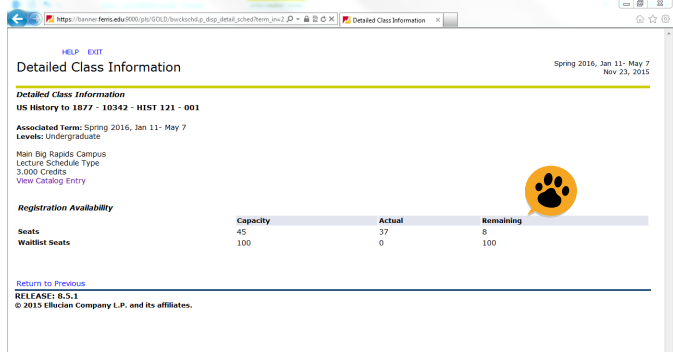 https://banner.ferris.edu:9000/pls/GOLD/bwckschd.p_disp_detail_sched?term_in=2
Detailed Class Information
HELP EXIT
Detailed Class Information
Spring 2016, Jan 11- May 7
Nov 23, 2015
Detailed Class Information
US History to 1877 - 10342 - HIST 121 - 001
Associated Term: Spring 2016, Jan 11- May 7
Levels: Undergraduate
Main Big Rapids Campus
Lecture Schedule Type
3.000 Credits
View Catalog Entry
Registration Availability
Capacity Actual Remaining
Seats 45 37 8
Waitlist Seats 100 0 100
Return to Previous
RELEASE: 8.5.1
© 2015 Ellucian Company L.P. and its affiliates.